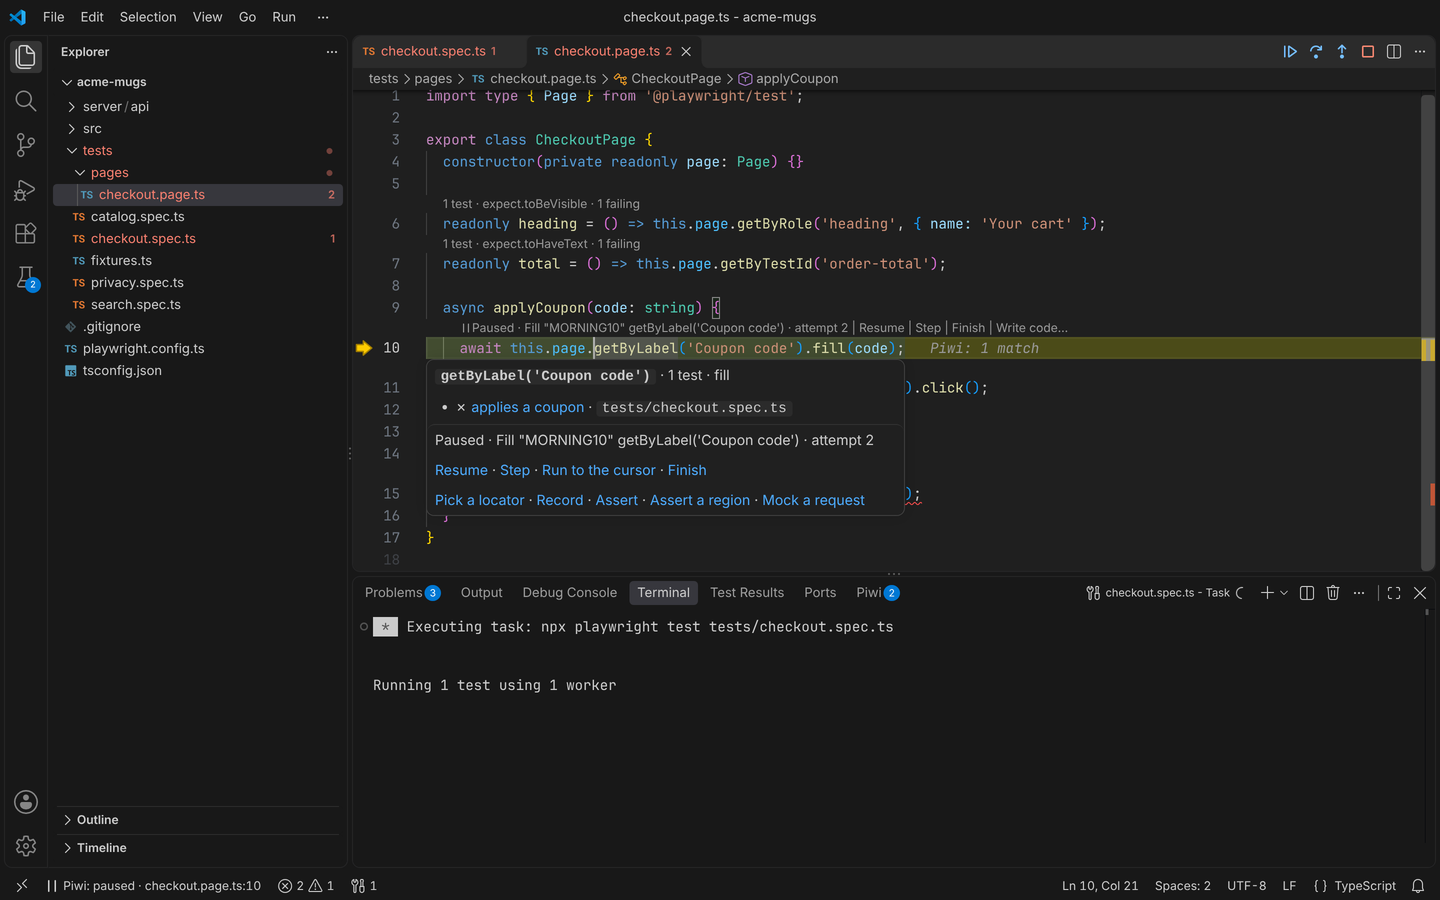 File Edit Selection View Go Run ···
checkout.page.ts - acme-mugs
Explorer ···
acme-mugs
server / api
src
tests
pages
TS checkout.page.ts 2
TS catalog.spec.ts
TS checkout.spec.ts 1
TS fixtures.ts
TS privacy.spec.ts
TS search.spec.ts
.gitignore
TS playwright.config.ts
TS tsconfig.json
Outline
Timeline
2
TS checkout.spec.ts 1
TS checkout.page.ts 2
tests > pages > TS checkout.page.ts > CheckoutPage > applyCoupon
1 import type { Page } from '@playwright/test';
2
3 export class CheckoutPage {
4 constructor(private readonly page: Page) {}
5
1 test · expect.toBeVisible · 1 failing
6 readonly heading = () => this.page.getByRole('heading', { name: 'Your cart' });
1 test · expect.toHaveText · 1 failing
7 readonly total = () => this.page.getByTestId('order-total');
8
9 async applyCoupon(code: string) {
Paused · Fill "MORNING10" getByLabel('Coupon code') · attempt 2 | Resume | Step | Finish | Write code...
10 await this.page.getByLabel('Coupon code').fill(code); Piwi: 1 match
getByLabel('Coupon code') · 1 test · fill
11 ).click();
• × applies a coupon · tests/checkout.spec.ts
12
13
Paused · Fill "MORNING10" getByLabel('Coupon code') · attempt 2
14
Resume · Step · Run to the cursor · Finish
15 );
Pick a locator · Record · Assert · Assert a region · Mock a request
16 }
17 }
18
Problems 3 Output Debug Console Terminal Test Results Ports Piwi 2
checkout.spec.ts - Task
* Executing task: npx playwright test tests/checkout.spec.ts
Running 1 test using 1 worker
Piwi: paused · checkout.page.ts:10 2 1 1
Ln 10, Col 21 Spaces: 2 UTF-8 LF { } TypeScript